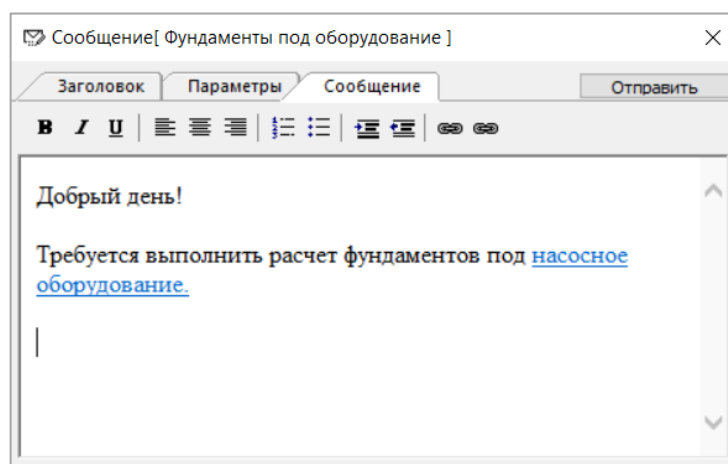 Сообщение[ Фундаменты под оборудование ]
Заголовок Параметры Сообщение Отправить
B I U
Добрый день!
Требуется выполнить расчет фундаментов под насосное
оборудование.